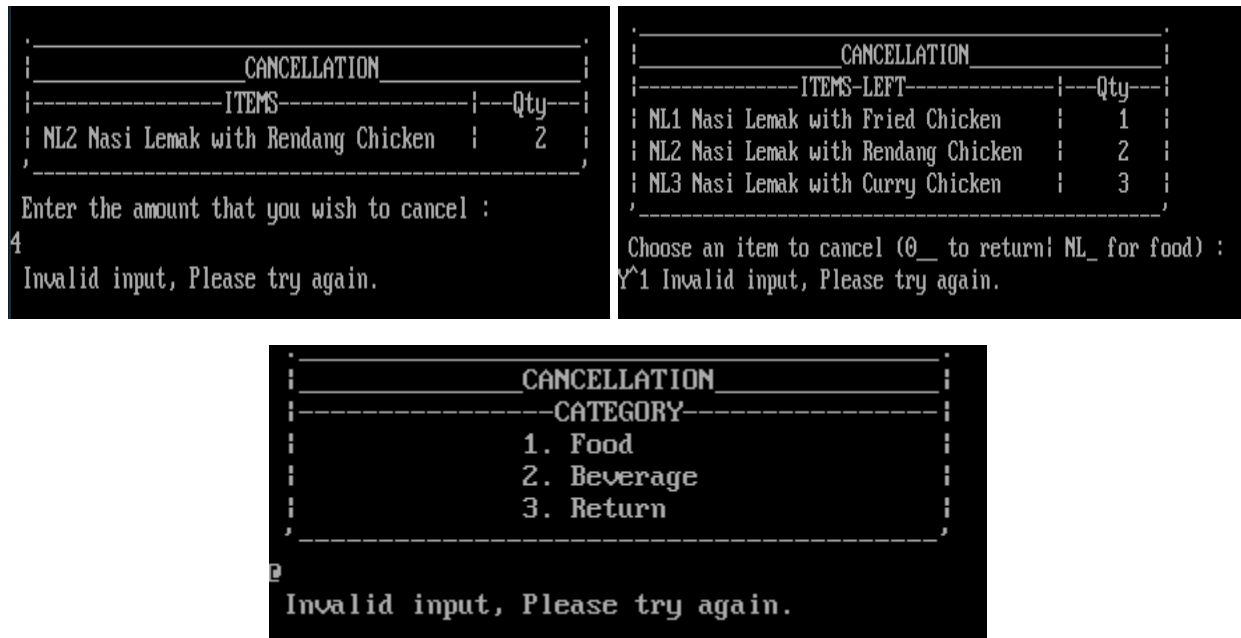 CANCELLATION
ITEMS Qty
NL2 Nasi Lemak with Rendang Chicken 2
Enter the amount that you wish to cancel :
4
Invalid input, Please try again.
CANCELLATION
ITEMS-LEFT Qty
NL1 Nasi Lemak with Fried Chicken 1
NL2 Nasi Lemak with Rendang Chicken 2
NL3 Nasi Lemak with Curry Chicken 3
Choose an item to cancel (0__ to return¦ NL_ for food) :
Y^1 Invalid input, Please try again.
CANCELLATION
CATEGORY
1. Food
2. Beverage
3. Return
Invalid input, Please try again.